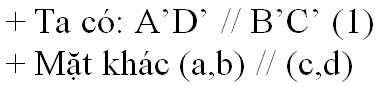 + Ta có: A’D’ // B’C’ (1)
+ Mặt khác (a,b) // (c,d)